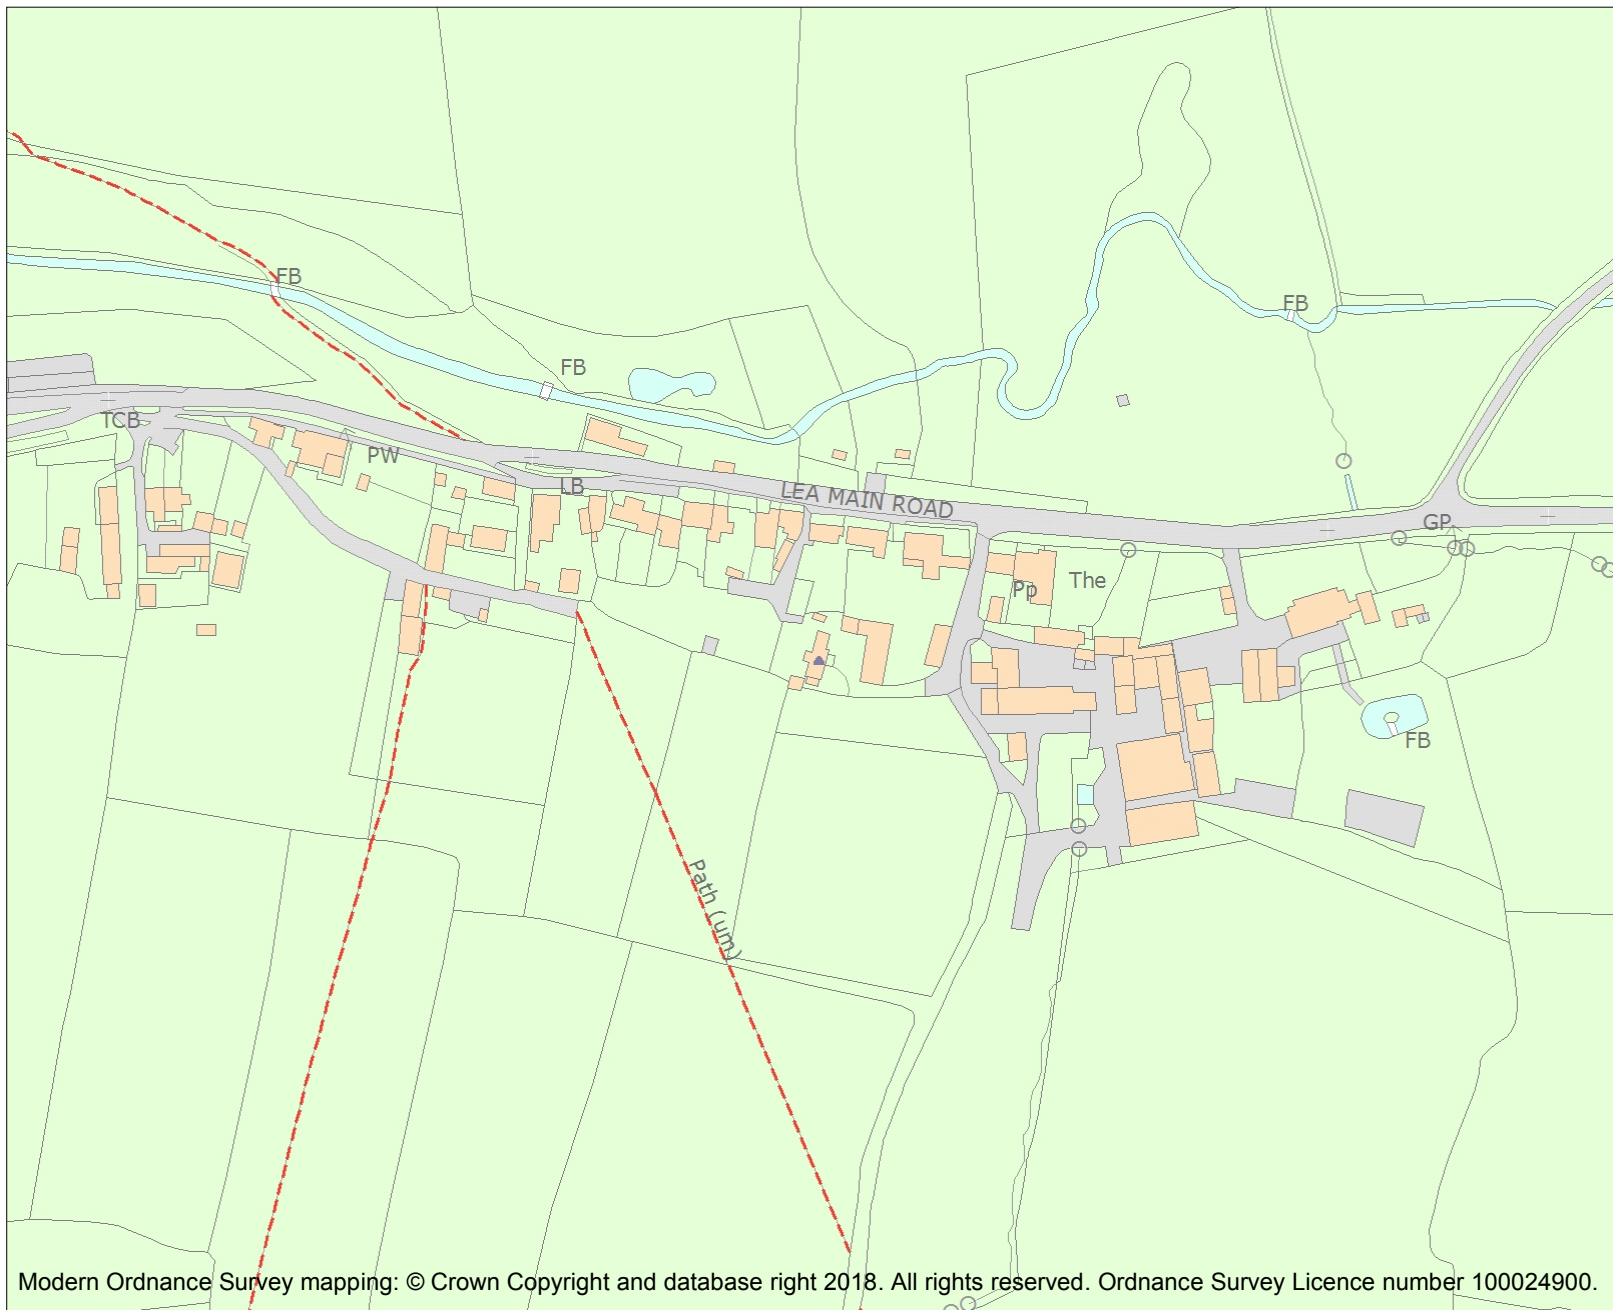 FB
FB
FB
TCB
PW
LB
LEA MAIN ROAD
GP
The
Pp
FB
Path (um)
Modern Ordnance Survey mapping: © Crown Copyright and database right 2018. All rights reserved. Ordnance Survey Licence number 100024900.